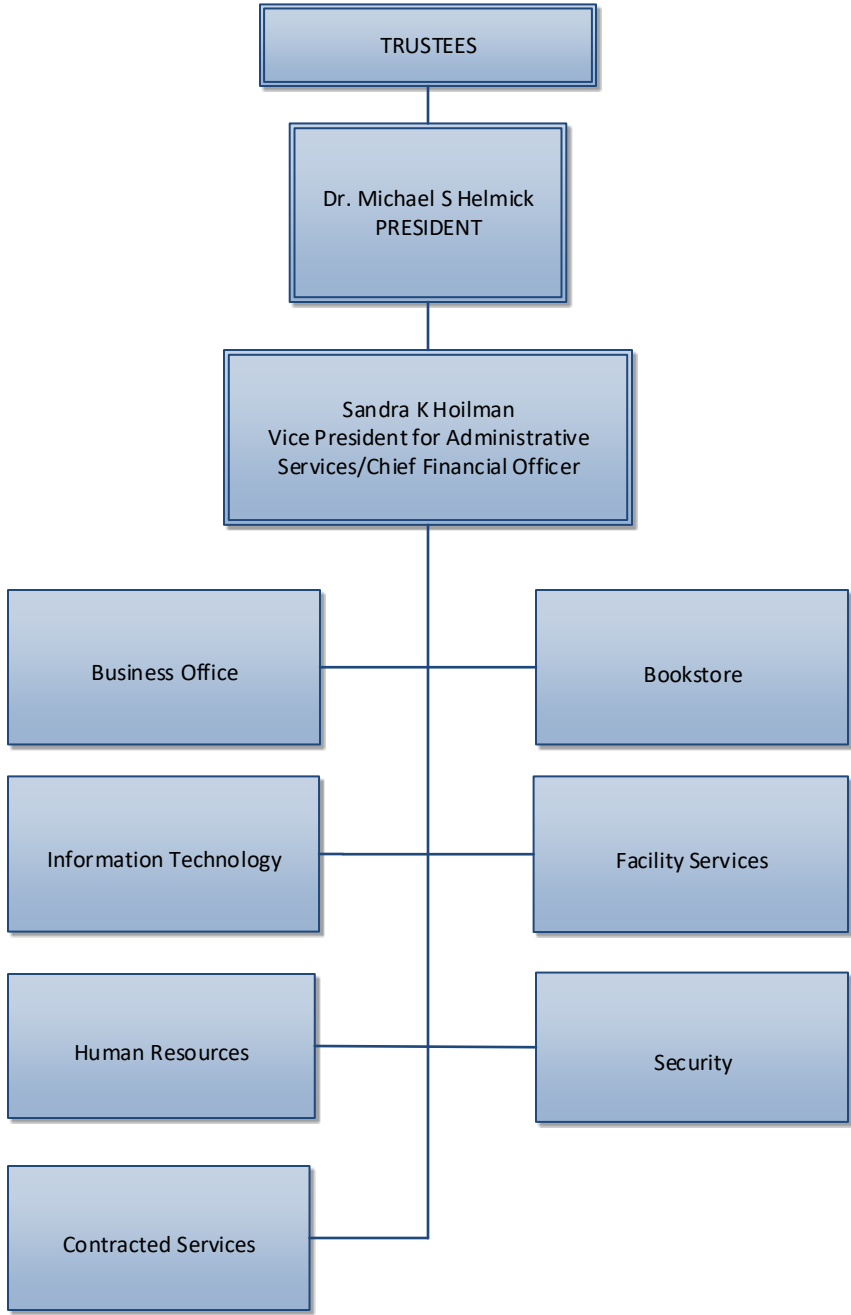 TRUSTEES
Dr. Michael S Helmick
PRESIDENT
Sandra K Hoilman
Vice President for Administrative
Services/Chief Financial Officer
Business Office
Bookstore
Information Technology
Facility Services
Human Resources
Security
Contracted Services